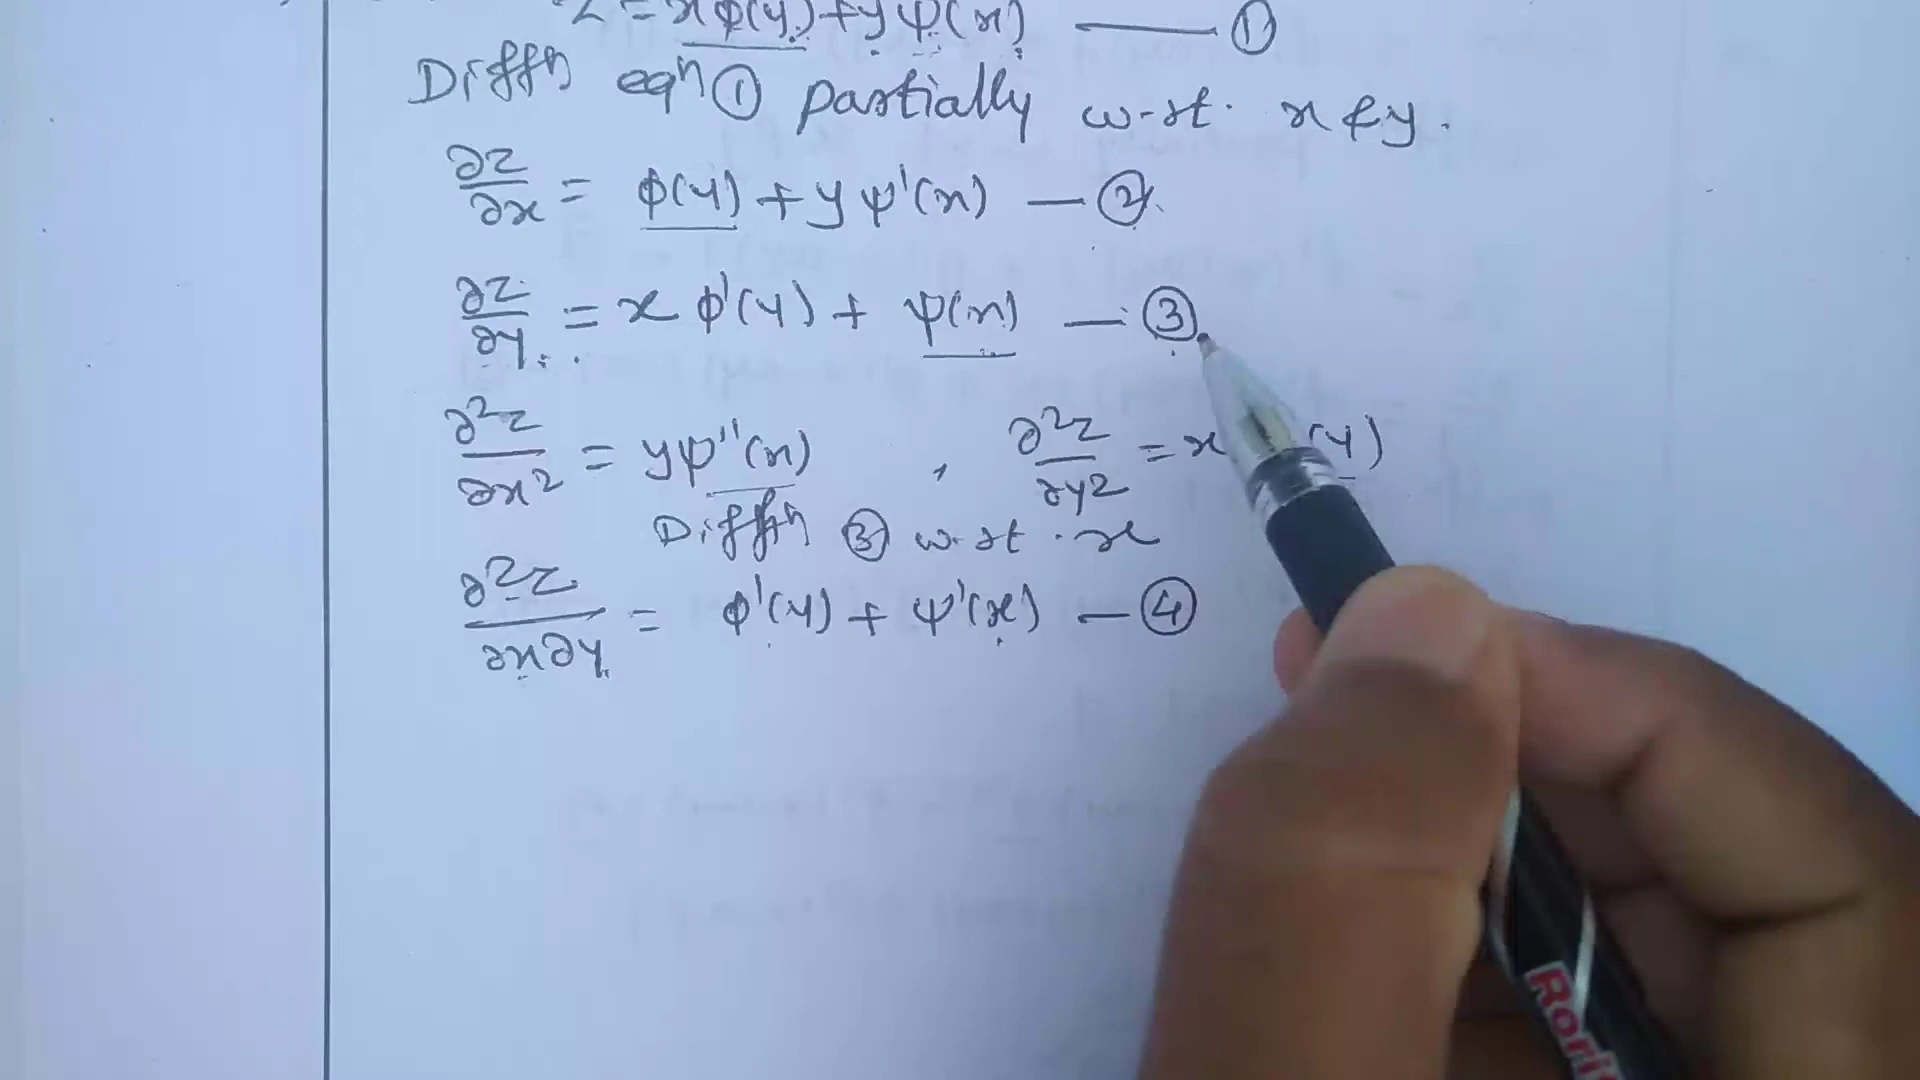 z = xφ(y) + yψ(x) — ①
Diffn eqn ① partially w.r.t. x & y.
∂z/∂x = φ(y) + yψ'(x) — ②
∂z/∂y = xφ'(y) + ψ(x) — ③
∂²z/∂x² = yψ''(x) , ∂²z/∂y² = x (y)
Diffn ③ w.r.t. x
∂²z/∂x∂y = φ'(y) + ψ'(x) — ④
Rori